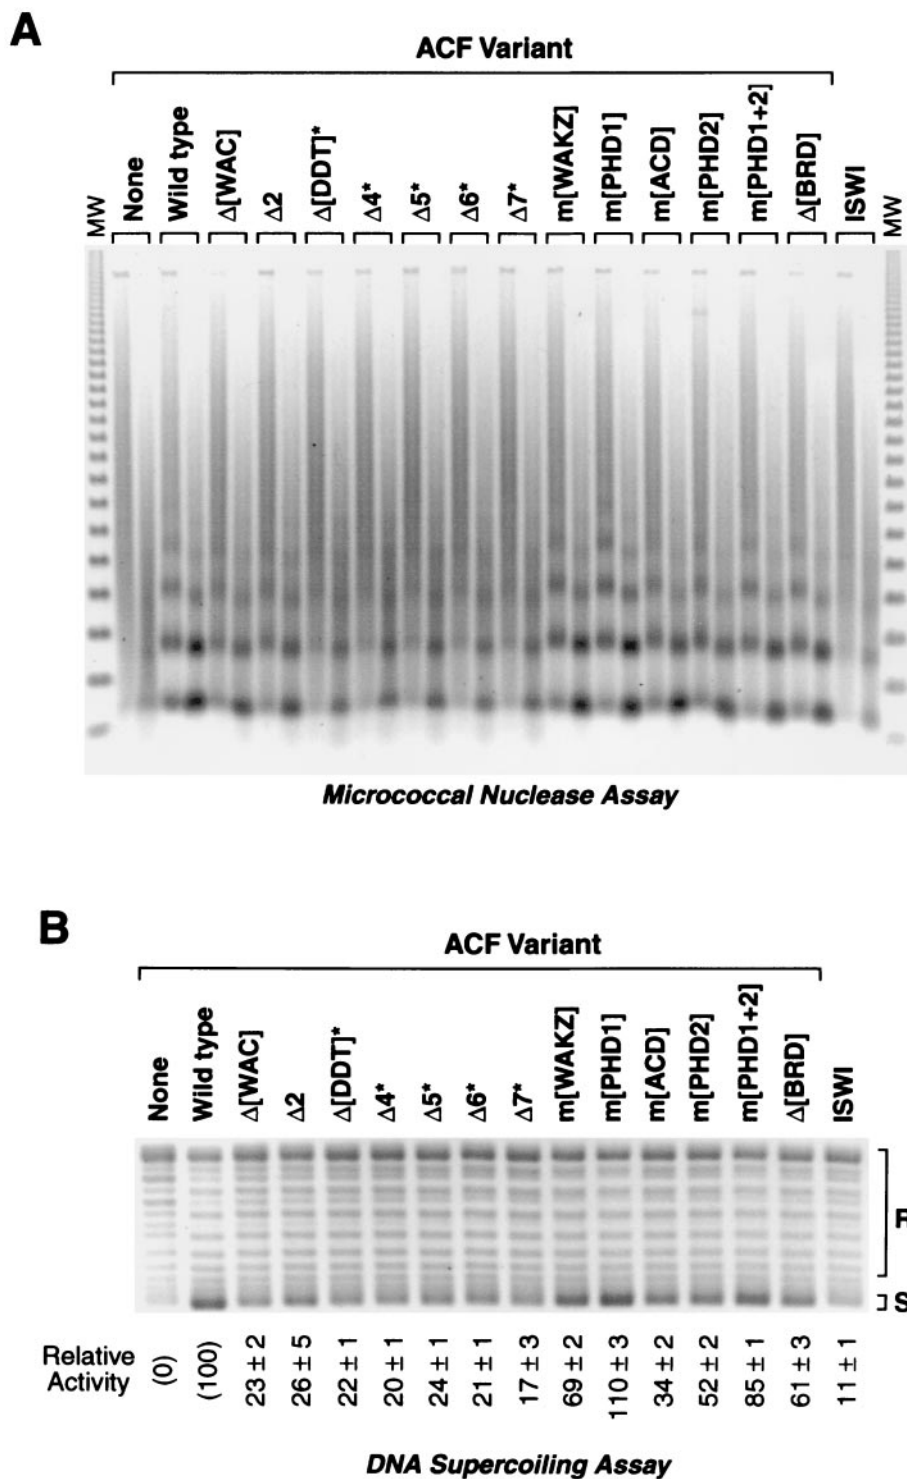 A
ACF Variant
MW None Wild type Δ[WAC] Δ2 Δ[DDT]* Δ4* Δ5* Δ6* Δ7* m[WAKZ] m[PHD1] m[ACD] m[PHD2] m[PHD1+2] Δ[BRD] ISWI MW
Micrococcal Nuclease Assay
B
ACF Variant
None Wild type Δ[WAC] Δ2 Δ[DDT]* Δ4* Δ5* Δ6* Δ7* m[WAKZ] m[PHD1] m[ACD] m[PHD2] m[PHD1+2] Δ[BRD] ISWI
S
Relative
Activity
(0) (100) 23 ± 2 26 ± 5 22 ± 1 20 ± 1 24 ± 1 21 ± 1 17 ± 3 69 ± 2 110 ± 3 34 ± 2 52 ± 2 85 ± 1 61 ± 3 11 ± 1
DNA Supercoiling Assay